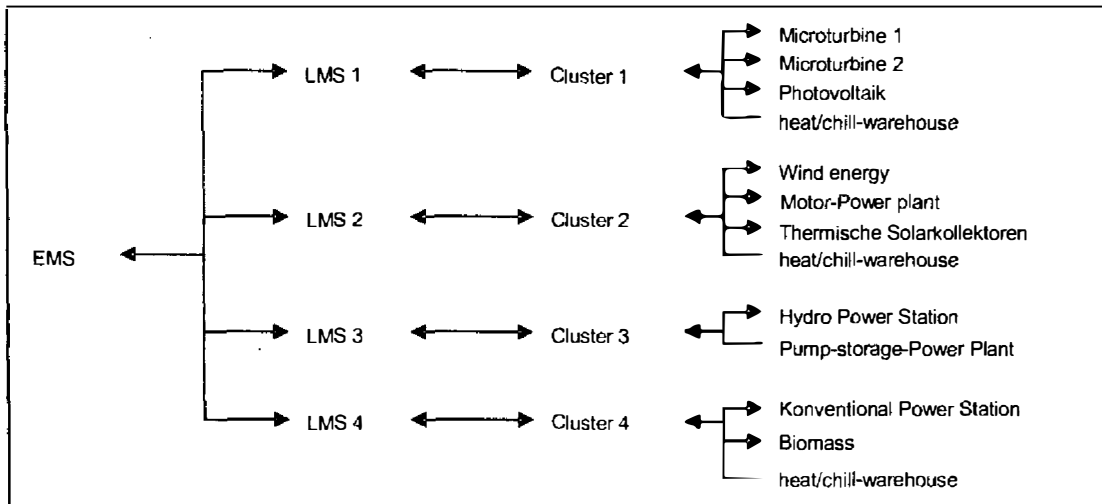 Microturbine 1
LMS 1
Cluster 1
Microturbine 2
Photovoltaik
heat/chill-warehouse
Wind energy
LMS 2
Cluster 2
Motor-Power plant
Thermische Solarkollektoren
heat/chill-warehouse
EMS
LMS 3
Cluster 3
Hydro Power Station
Pump-storage-Power Plant
LMS 4
Cluster 4
Konventional Power Station
Biomass
heat/chill-warehouse